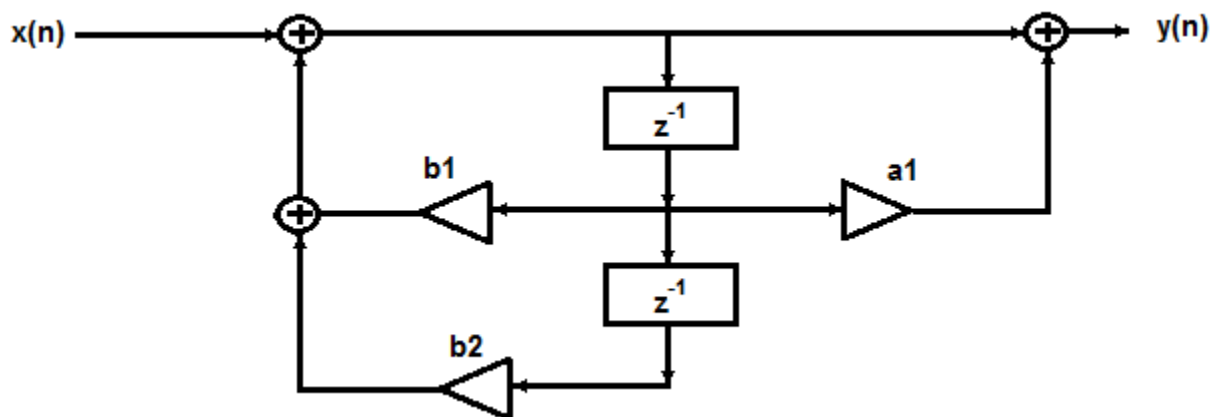 x(n) + + y(n)
z^-1
b1 a1
+
z^-1
b2